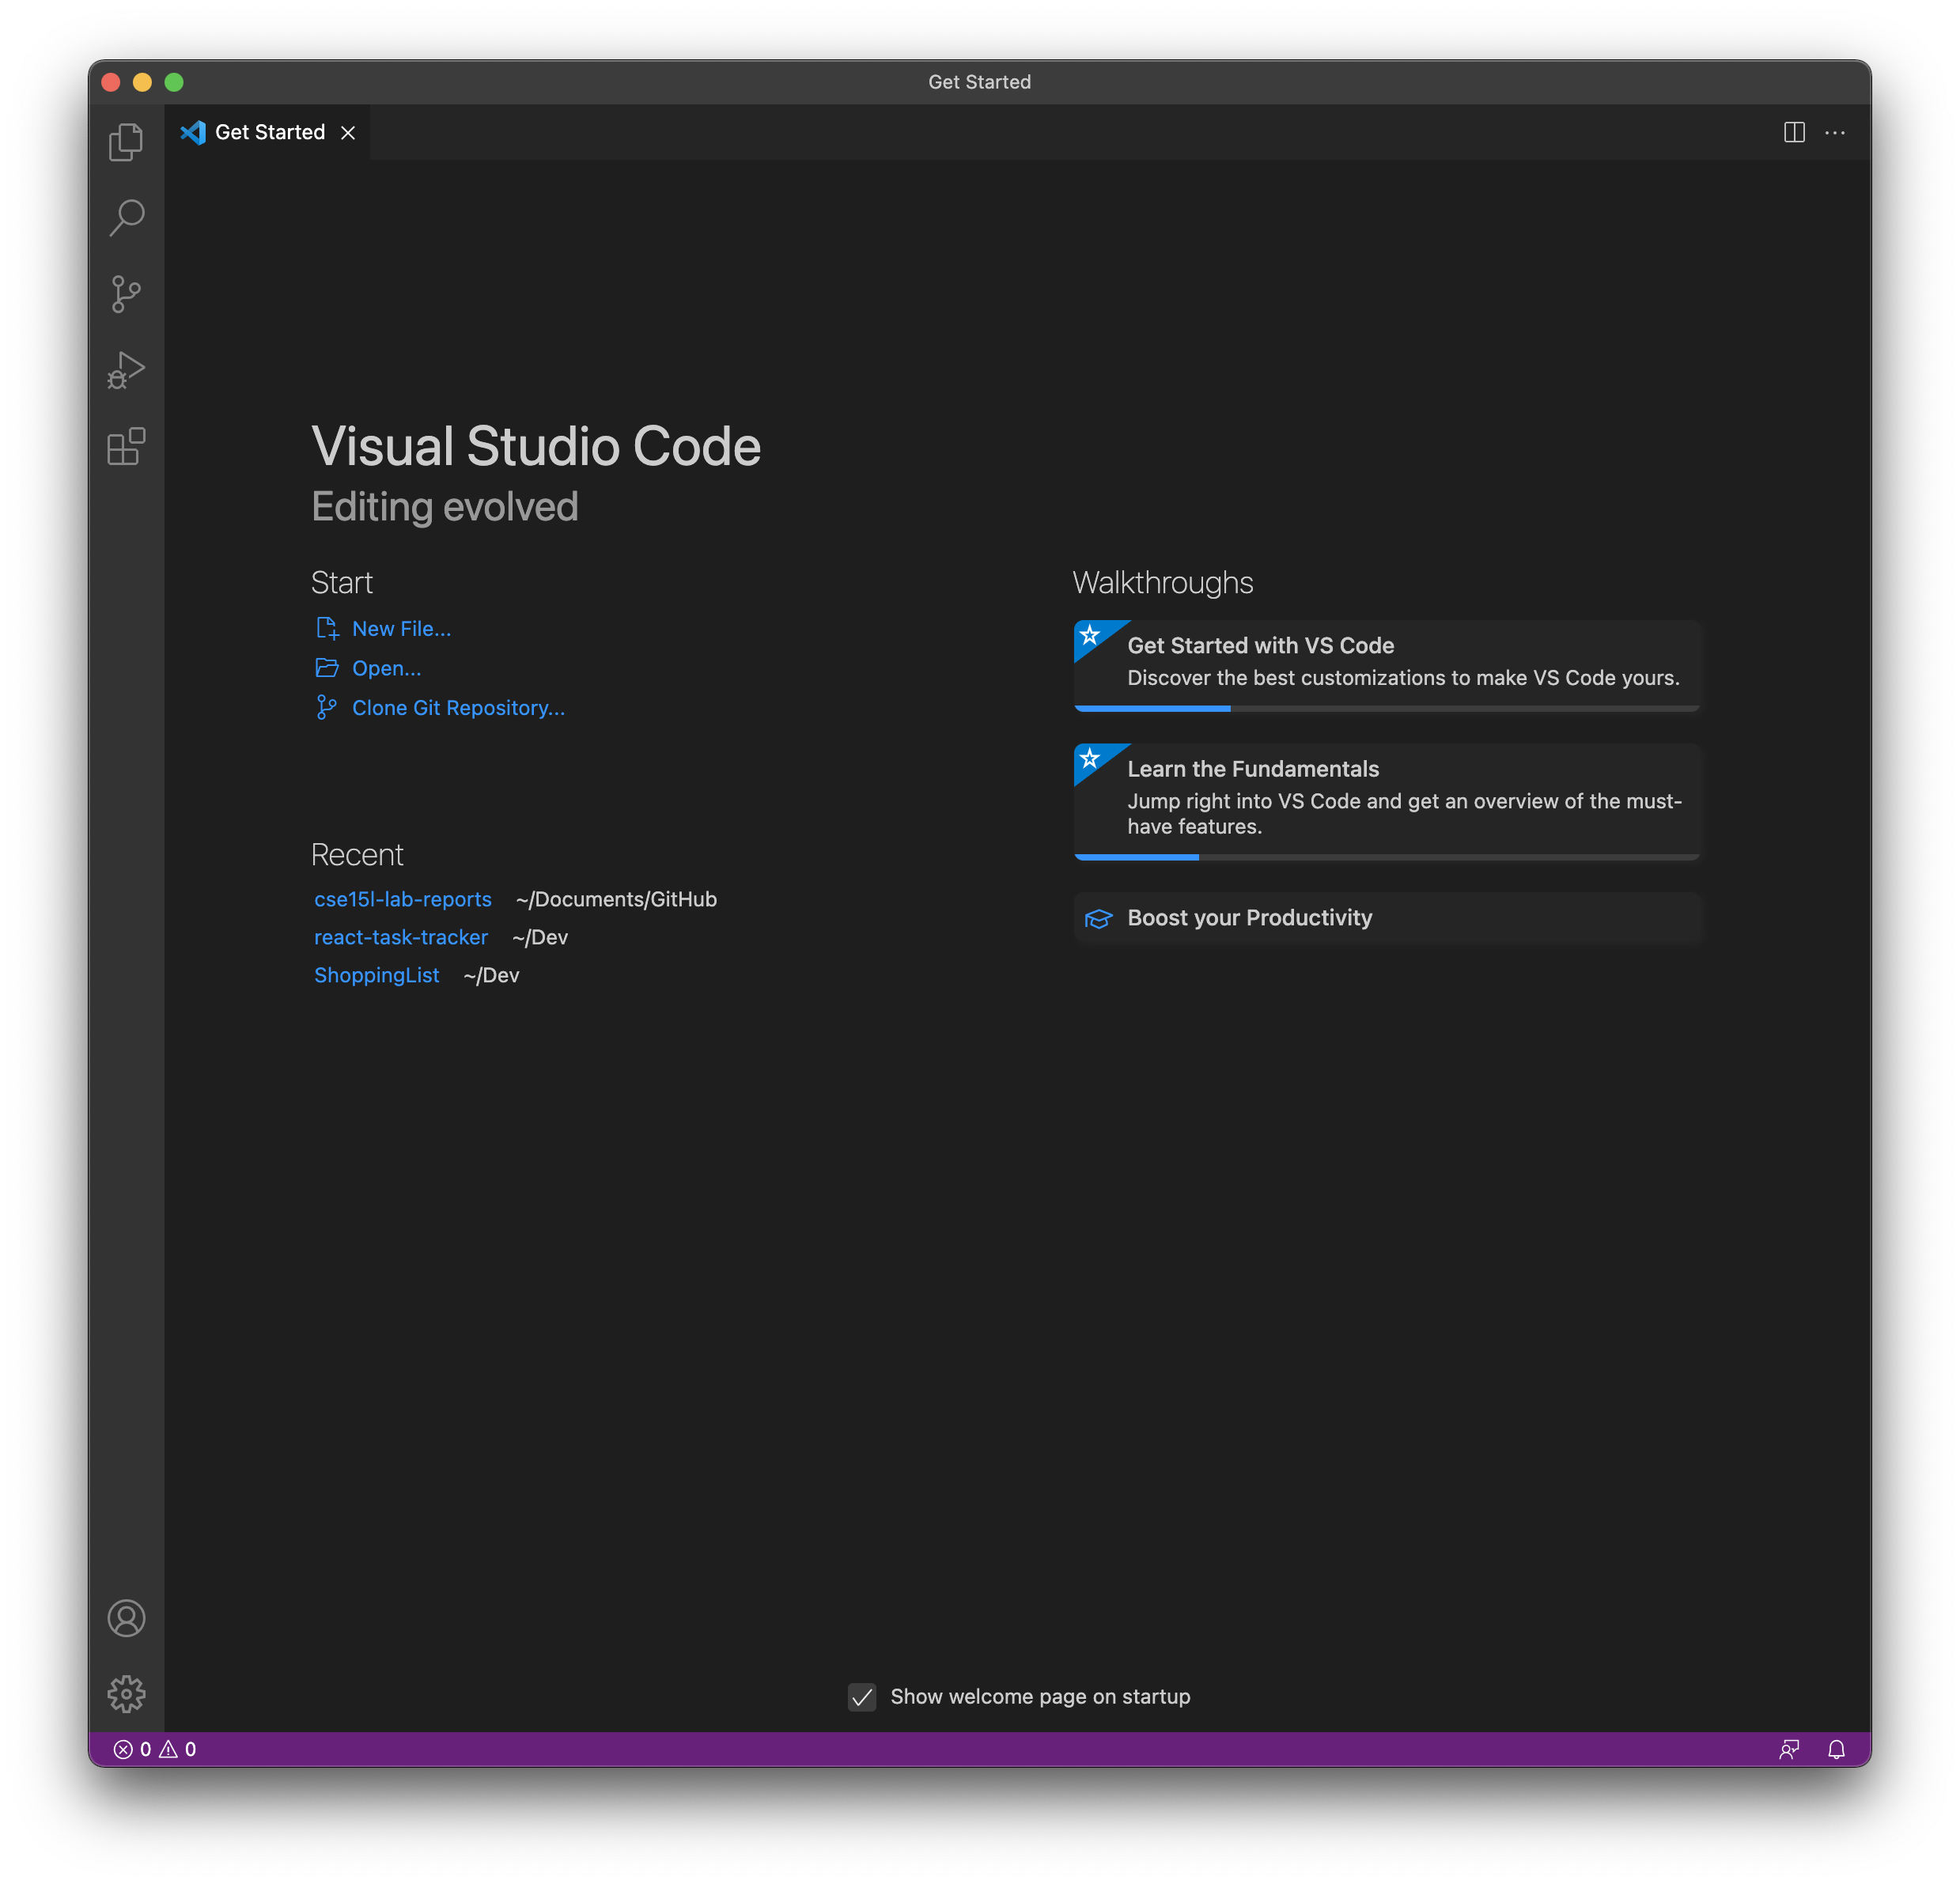 Get Started
Get Started
Visual Studio Code
Editing evolved
Start
New File...
Open...
Clone Git Repository...
Recent
cse15l-lab-reports ~/Documents/GitHub
react-task-tracker ~/Dev
ShoppingList ~/Dev
Walkthroughs
Get Started with VS Code
Discover the best customizations to make VS Code yours.
Learn the Fundamentals
Jump right into VS Code and get an overview of the must-
have features.
Boost your Productivity
Show welcome page on startup
0 0